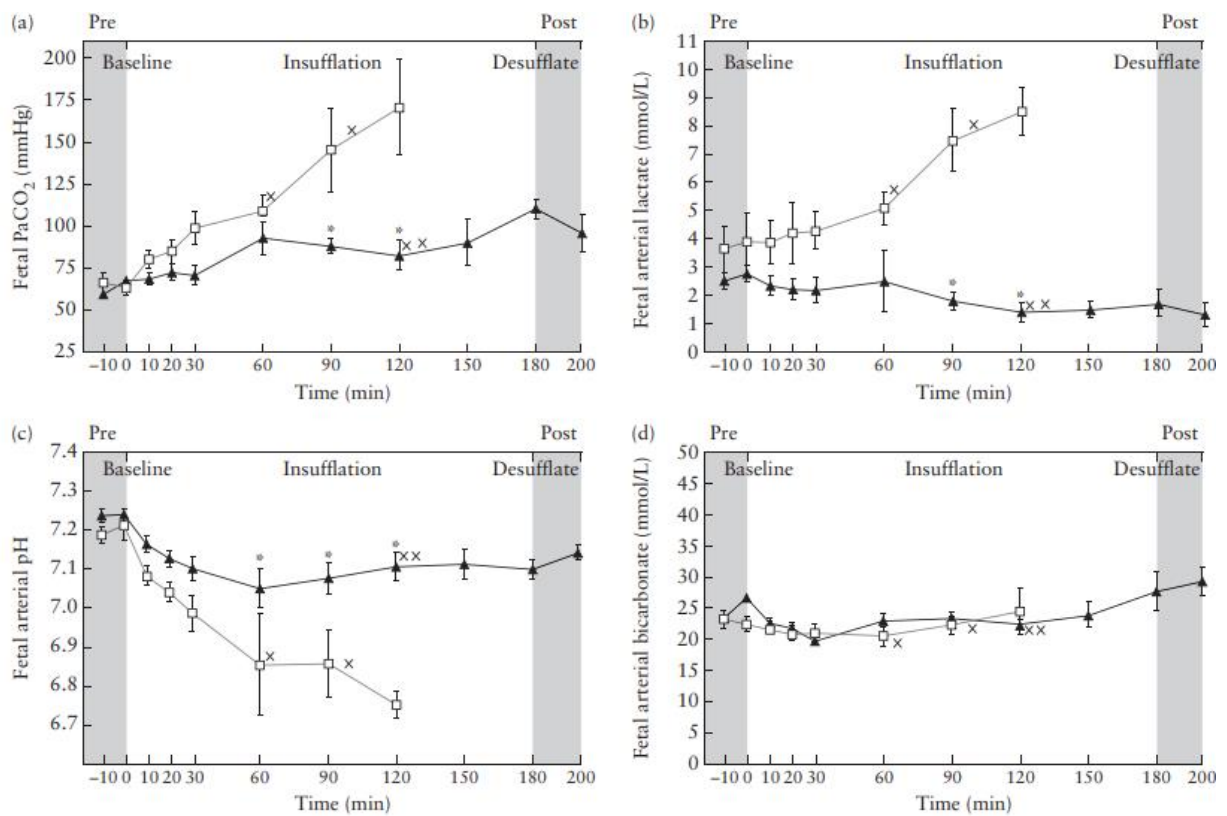 (a) Pre Post
Baseline Insufflation Desufflate
Fetal PaCO2 (mmHg)
200
175
150
125
100
75
50
25
× × × ×
* *
−10 0 10 20 30 60 90 120 150 180 200
Time (min)
(b) Pre Post
Baseline Insufflation Desufflate
Fetal arterial lactate (mmol/L)
11
10
9
8
7
6
5
4
3
2
1
0
× × × ×
* *
−10 0 10 20 30 60 90 120 150 180 200
Time (min)
(c) Pre Post
Baseline Insufflation Desufflate
Fetal arterial pH
7.4
7.3
7.2
7.1
7.0
6.9
6.8
6.7
* * *
× × × ×
−10 0 10 20 30 60 90 120 150 180 200
Time (min)
(d) Pre Post
Baseline Insufflation Desufflate
Fetal arterial bicarbonate (mmol/L)
50
45
40
35
30
25
20
15
10
5
0
× × × ×
−10 0 10 20 30 60 90 120 150 180 200
Time (min)